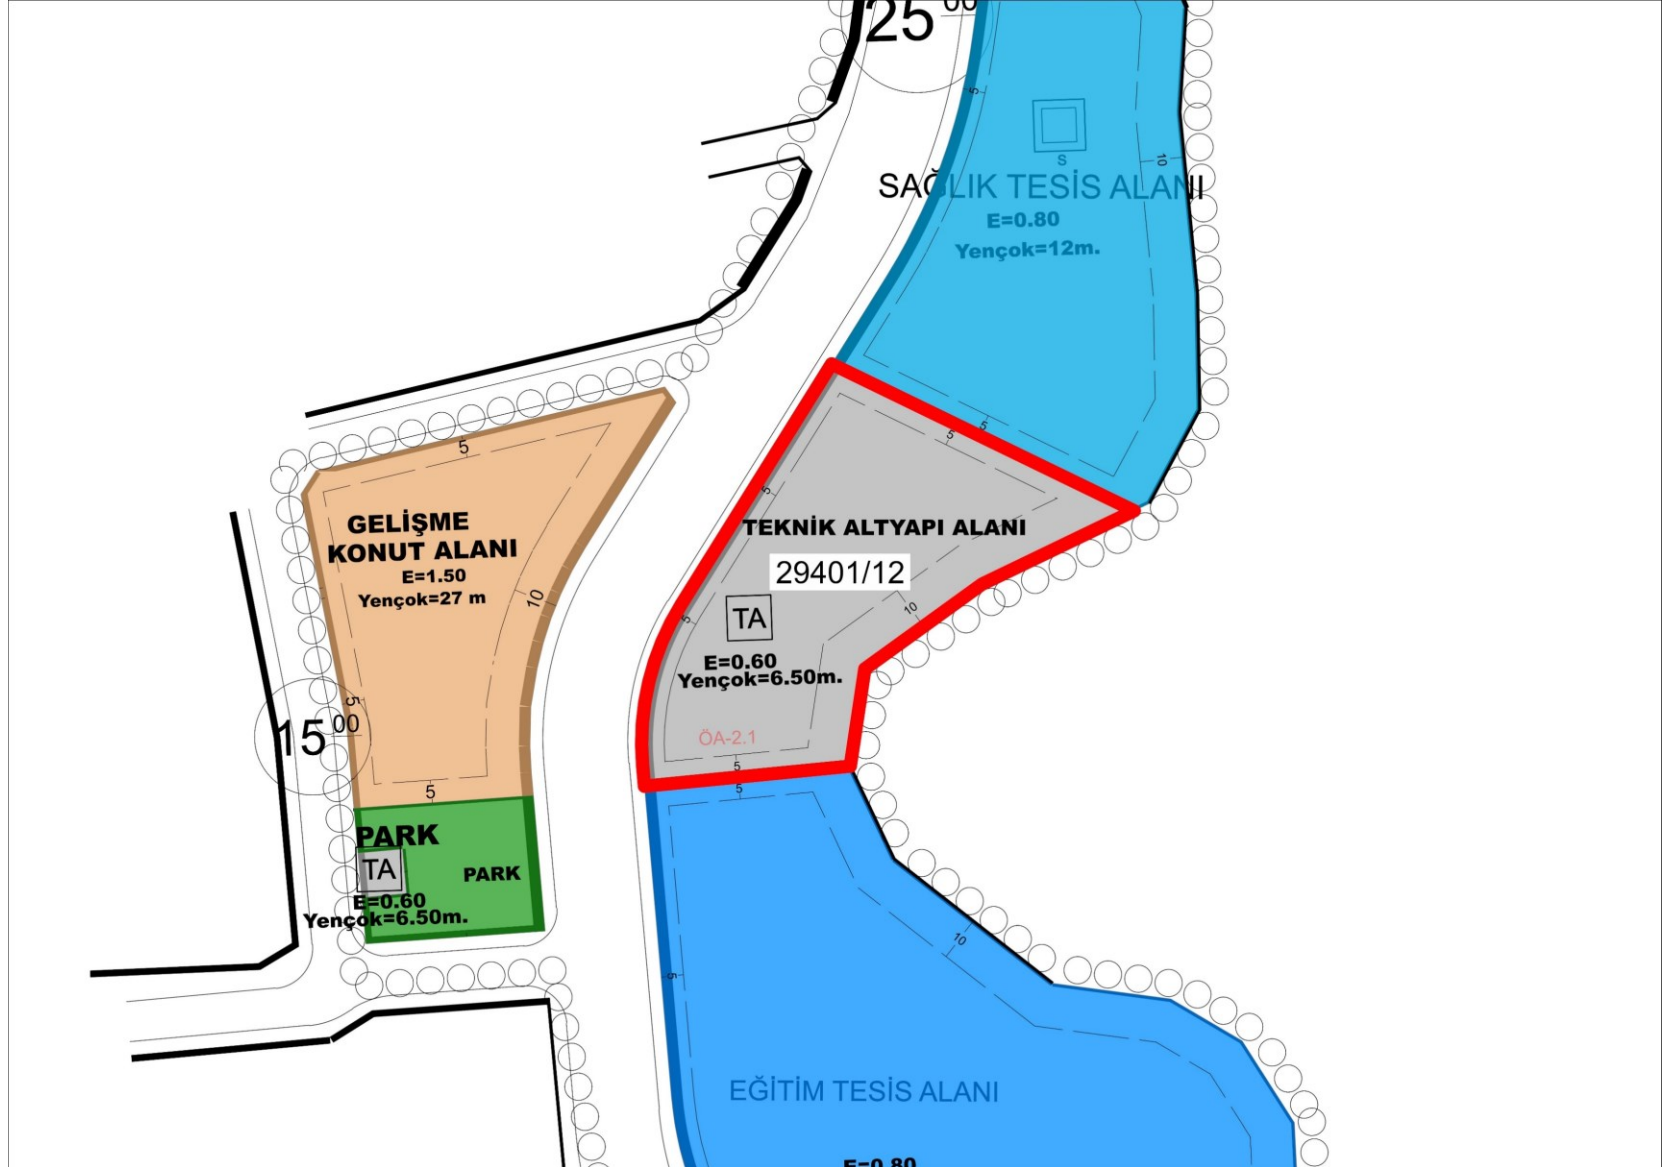 25 00
5
10
S
SAĞLIK TESİS ALANI
E=0.80
Yençok=12m.
5
5
5
5
GELİŞME
KONUT ALANI
E=1.50
Yençok=27 m
10
5
5
15 00
TEKNİK ALTYAPI ALANI
29401/12
TA
10
5
E=0.60
Yençok=6.50m.
ÖA-2.1
5
5
PARK
TA
PARK
E=0.60
Yençok=6.50m.
10
5
EĞİTİM TESİS ALANI
E=0.80